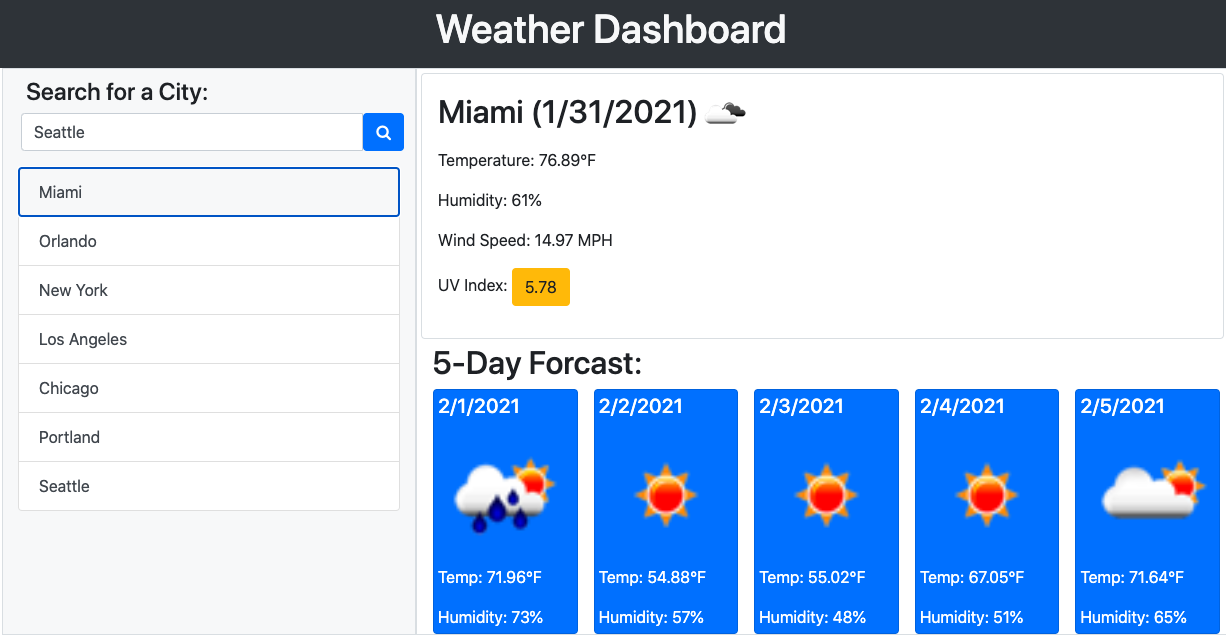 Weather Dashboard
Search for a City:
Seattle
Miami
Orlando
New York
Los Angeles
Chicago
Portland
Seattle
Miami (1/31/2021)
Temperature: 76.89°F
Humidity: 61%
Wind Speed: 14.97 MPH
UV Index: 5.78
5-Day Forcast:
2/1/2021
Temp: 71.96°F
Humidity: 73%
2/2/2021
Temp: 54.88°F
Humidity: 57%
2/3/2021
Temp: 55.02°F
Humidity: 48%
2/4/2021
Temp: 67.05°F
Humidity: 51%
2/5/2021
Temp: 71.64°F
Humidity: 65%